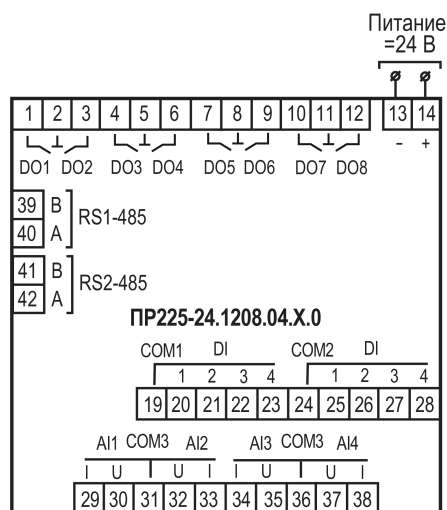 Питание
=24 В
1 2 3 4 5 6 7 8 9 10 11 12 13 14
- +
DO1 DO2 DO3 DO4 DO5 DO6 DO7 DO8
39 B
RS1-485
40 A
41 B
RS2-485
42 A
ПР225-24.1208.04.X.0
COM1 DI COM2 DI
1 2 3 4 1 2 3 4
19 20 21 22 23 24 25 26 27 28
AI1 COM3 AI2 AI3 COM3 AI4
I U U I I U U I
29 30 31 32 33 34 35 36 37 38